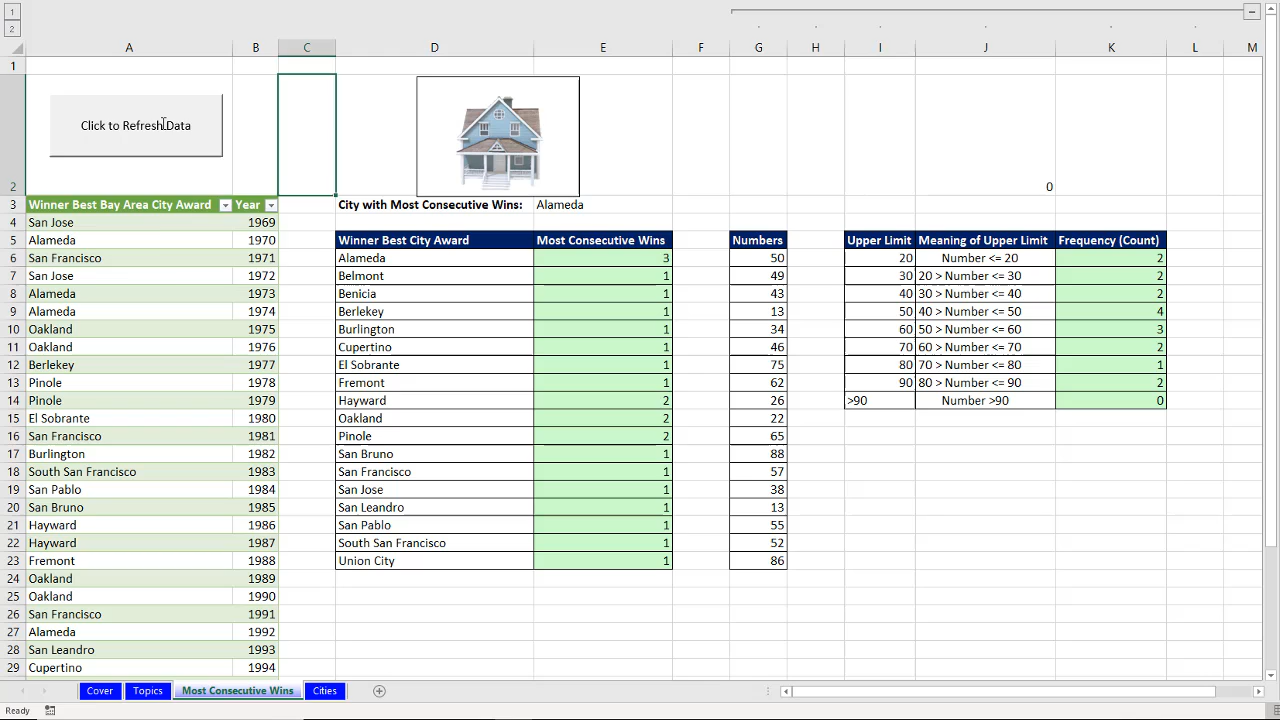 1
2
A B C D E F G H I J K L M
1
Click to Refresh Data
2 0
3 Winner Best Bay Area City Award Year City with Most Consecutive Wins: Alameda
4 San Jose 1969
5 Alameda 1970 Winner Best City Award Most Consecutive Wins Numbers Upper Limit Meaning of Upper Limit Frequency (Count)
6 San Francisco 1971 Alameda 3 50 20 Number <= 20 2
7 San Jose 1972 Belmont 1 49 30 20 > Number <= 30 2
8 Alameda 1973 Benicia 1 43 40 30 > Number <= 40 2
9 Alameda 1974 Berlekey 1 13 50 40 > Number <= 50 4
10 Oakland 1975 Burlington 1 34 60 50 > Number <= 60 3
11 Oakland 1976 Cupertino 1 46 70 60 > Number <= 70 2
12 Berlekey 1977 El Sobrante 1 75 80 70 > Number <= 80 1
13 Pinole 1978 Fremont 1 62 90 80 > Number <= 90 2
14 Pinole 1979 Hayward 2 26 >90 Number >90 0
15 El Sobrante 1980 Oakland 2 22
16 San Francisco 1981 Pinole 2 65
17 Burlington 1982 San Bruno 1 88
18 South San Francisco 1983 San Francisco 1 57
19 San Pablo 1984 San Jose 1 38
20 San Bruno 1985 San Leandro 1 13
21 Hayward 1986 San Pablo 1 55
22 Hayward 1987 South San Francisco 1 52
23 Fremont 1988 Union City 1 86
24 Oakland 1989
25 Oakland 1990
26 San Francisco 1991
27 Alameda 1992
28 San Leandro 1993
29 Cupertino 1994
Cover Topics Most Consecutive Wins Cities
Ready